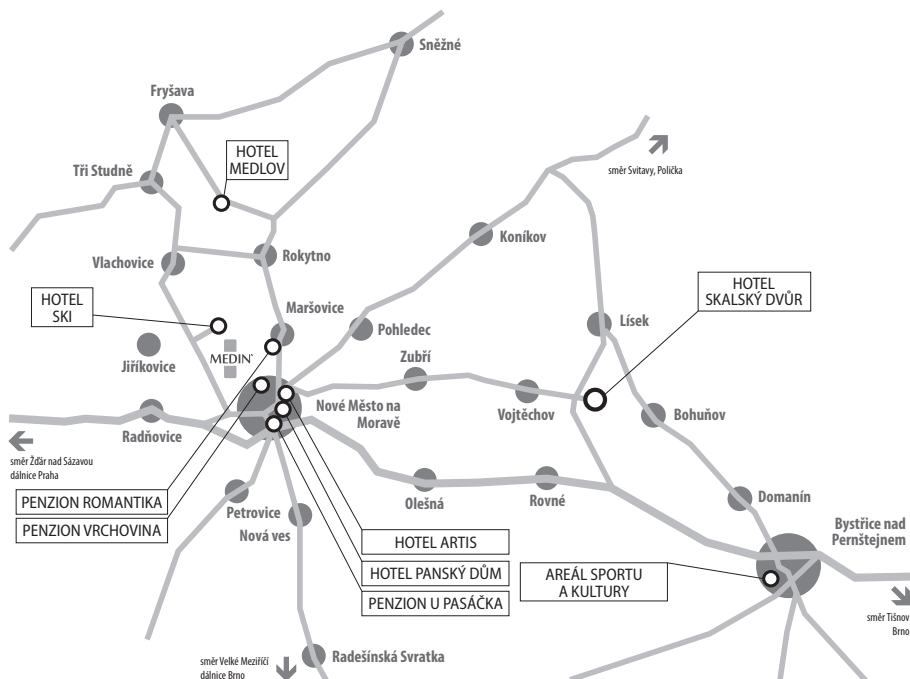 Sněžné
Fryšava
HOTEL
MEDLOV
Tři Studně
směr Svitavy, Polička
Koníkov
Vlachovice
Rokytno
HOTEL
SKALSKÝ DVŮR
HOTEL
SKI
Maršovice
Pohledec
Lísek
Jiříkovice
MEDIN
Zubří
Nové Město na
Moravě
Vojtěchov
Bohuňov
Radňovice
směr Žďár nad Sázavou
dálnice Praha
PENZION ROMANTIKA
PENZION VRCHOVINA
Petrovice
Nová ves
Olešná
Rovné
Domanín
Bystřice nad
Pernštejnem
HOTEL ARTIS
HOTEL PANSKÝ DŮM
PENZION U PASÁČKA
AREÁL SPORTU
A KULTURY
směr Tišnov
Brno
směr Velké Meziříčí
dálnice Brno
Radešínská Svratka